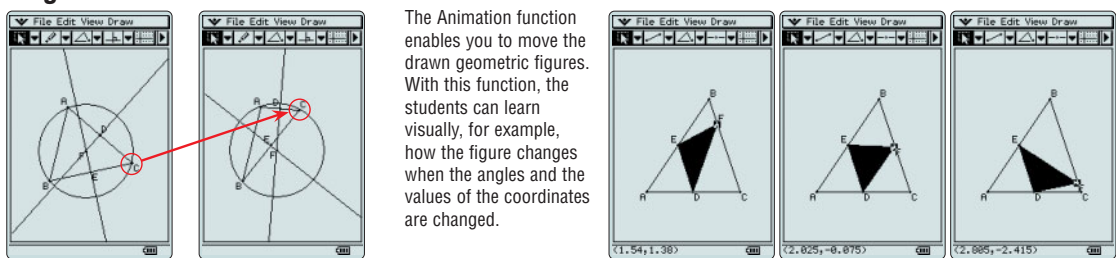 File Edit View Draw
A
D
C
F
E
B
File Edit View Draw
A
D
C
E
F
B
The Animation function
enables you to move the
drawn geometric figures.
With this function, the
students can learn
visually, for example,
how the figure changes
when the angles and the
values of the coordinates
are changed.
File Edit View Draw
B
F
E
A
D
C
(1.54,1.38)
File Edit View Draw
B
E
A
D
C
(2.025,-0.075)
File Edit View Draw
B
E
A
D
C
(2.805,-2.415)